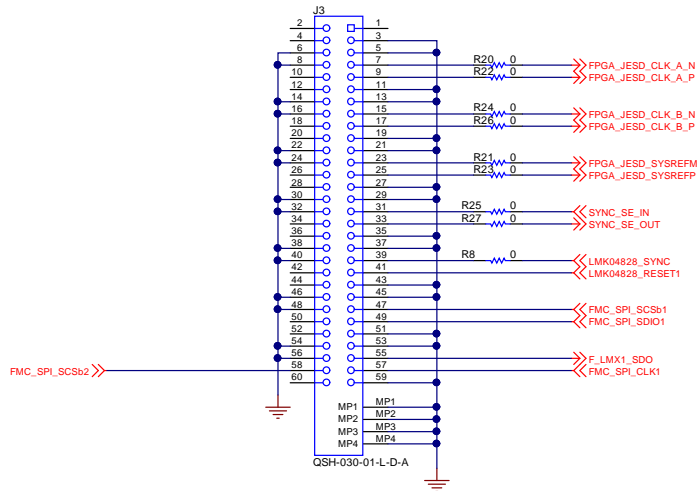 J3
2 1
4 3
6 5
8 7 R20 0 FPGA_JESD_CLK_A_N
10 9 R22 0 FPGA_JESD_CLK_A_P
12 11
14 13
16 15 R24 0 FPGA_JESD_CLK_B_N
18 17 R26 0 FPGA_JESD_CLK_B_P
20 19
22 21
24 23 R21 0 FPGA_JESD_SYSREFM
26 25 R23 0 FPGA_JESD_SYSREFP
28 27
30 29
32 31 R25 0 SYNC_SE_IN
34 33 R27 0 SYNC_SE_OUT
36 35
38 37
40 39 R8 0 LMK04828_SYNC
42 41 LMK04828_RESET1
44 43
46 45
48 47 FMC_SPI_SCSb1
50 49 FMC_SPI_SDIO1
52 51
54 53
56 55 F_LMX1_SDO
FMC_SPI_SCSb2 58 57 FMC_SPI_CLK1
60 59
MP1 MP1
MP2 MP2
MP3 MP3
MP4 MP4
QSH-030-01-L-D-A